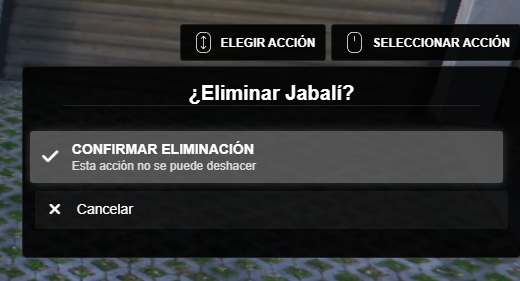 ELEGIR ACCIÓN
SELECCIONAR ACCIÓN
¿Eliminar Jabalí?
CONFIRMAR ELIMINACIÓN
Esta acción no se puede deshacer
Cancelar